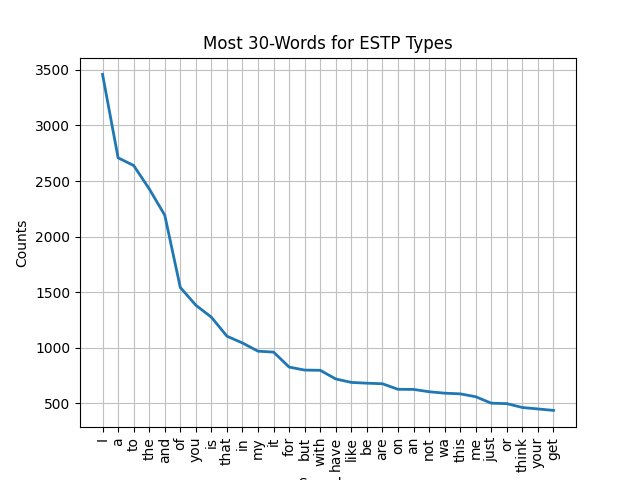 Most 30-Words for ESTP Types
Counts
3500
3000
2500
2000
1500
1000
500
I
a
to
the
and
of
you
is
that
in
my
it
for
but
with
have
like
be
are
on
an
not
wa
this
me
just
or
think
your
get